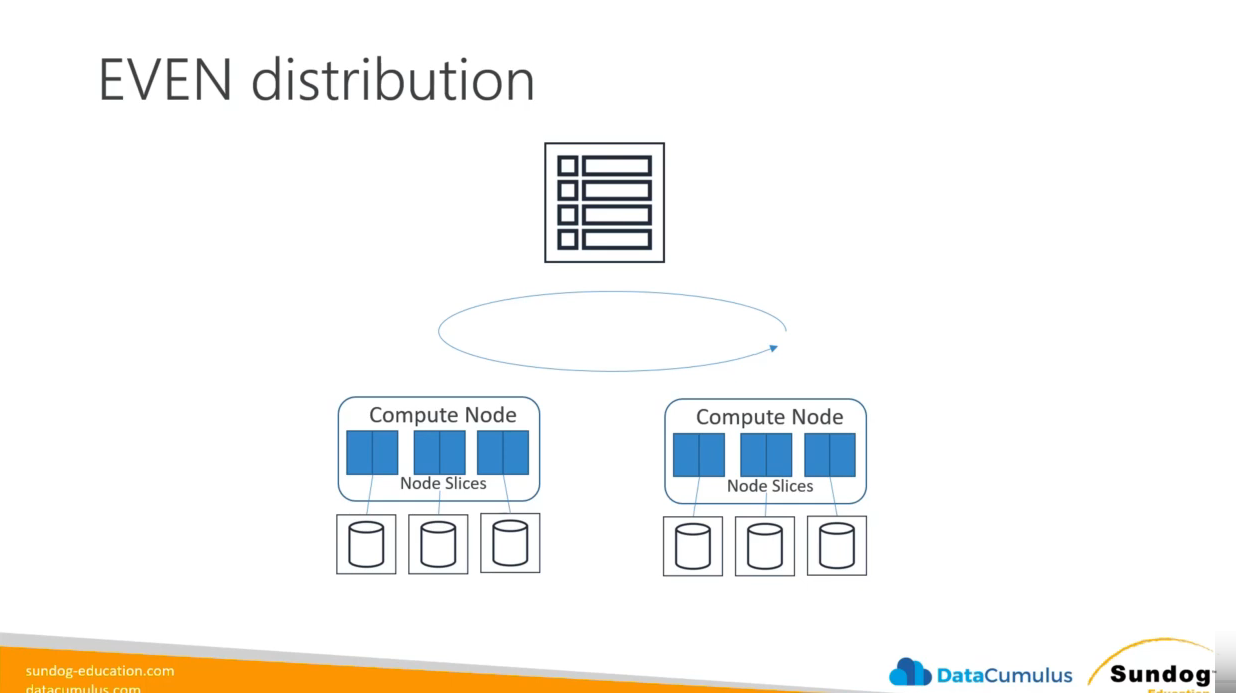 EVEN distribution
Compute Node
Node Slices
Compute Node
Node Slices
sundog-education.com
datacumulus.com
DataCumulus
Sundog
Education